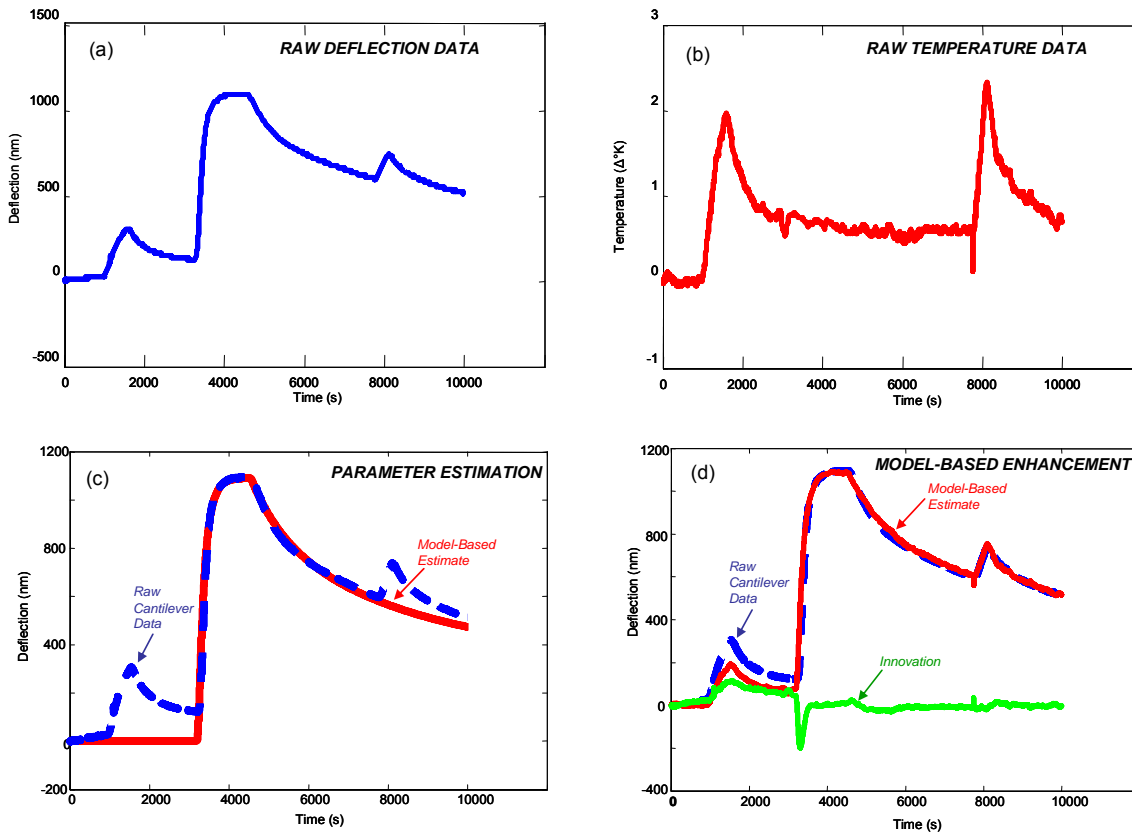 (a)
RAW DEFLECTION DATA
1500
1000
500
0
-500
Deflection (nm)
0 2000 4000 6000 8000 10000
Time (s)
(b)
RAW TEMPERATURE DATA
3
2
1
0
-1
Temperature (Δ°K)
0 2000 4000 6000 8000 10000
Time (s)
(c)
PARAMETER ESTIMATION
1200
800
400
0
-200
Deflection (nm)
Raw
Cantilever
Data
Model-Based
Estimate
0 2000 4000 6000 8000 10000
Time (s)
(d)
MODEL-BASED ENHANCEMENT
1200
800
400
0
-400
Deflection (nm)
Model-Based
Estimate
Raw
Cantilever
Data
Innovation
0 2000 4000 6000 8000 10000
Time (s)